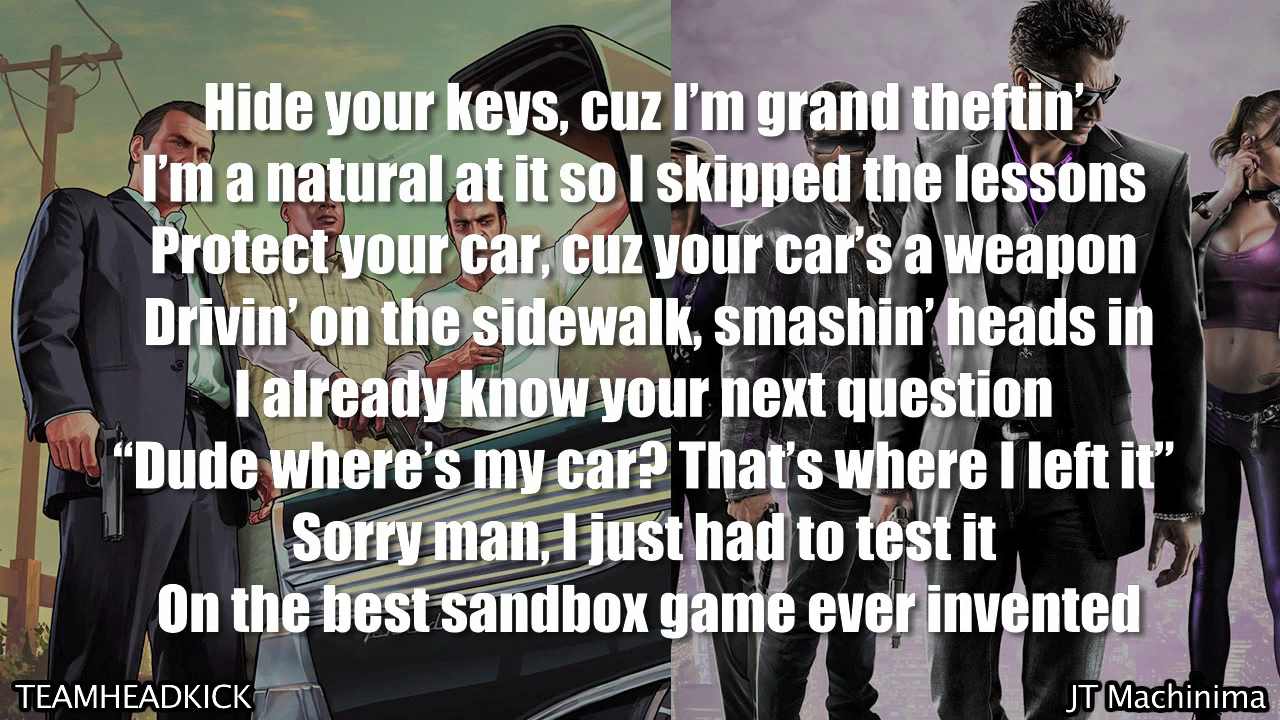 Hide your keys, cuz I’m grand theftin’
I’m a natural at it so I skipped the lessons
Protect your car, cuz your car’s a weapon
Drivin’ on the sidewalk, smashin’ heads in
I already know your next question
“Dude where’s my car? That’s where I left it”
Sorry man, I just had to test it
On the best sandbox game ever invented
TEAMHEADKICK
JT Machinima